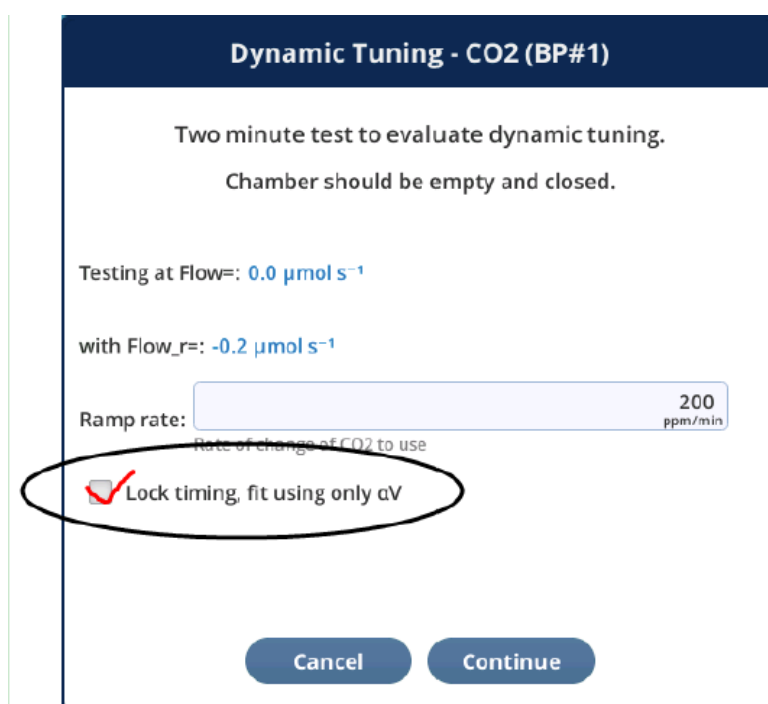 Dynamic Tuning - CO2 (BP#1)
Two minute test to evaluate dynamic tuning.
Chamber should be empty and closed.
Testing at Flow=: 0.0 µmol s⁻¹
with Flow_r=: -0.2 µmol s⁻¹
Ramp rate: 200 ppm/min
Rate of change of CO2 to use
Lock timing, fit using only αV
Cancel Continue